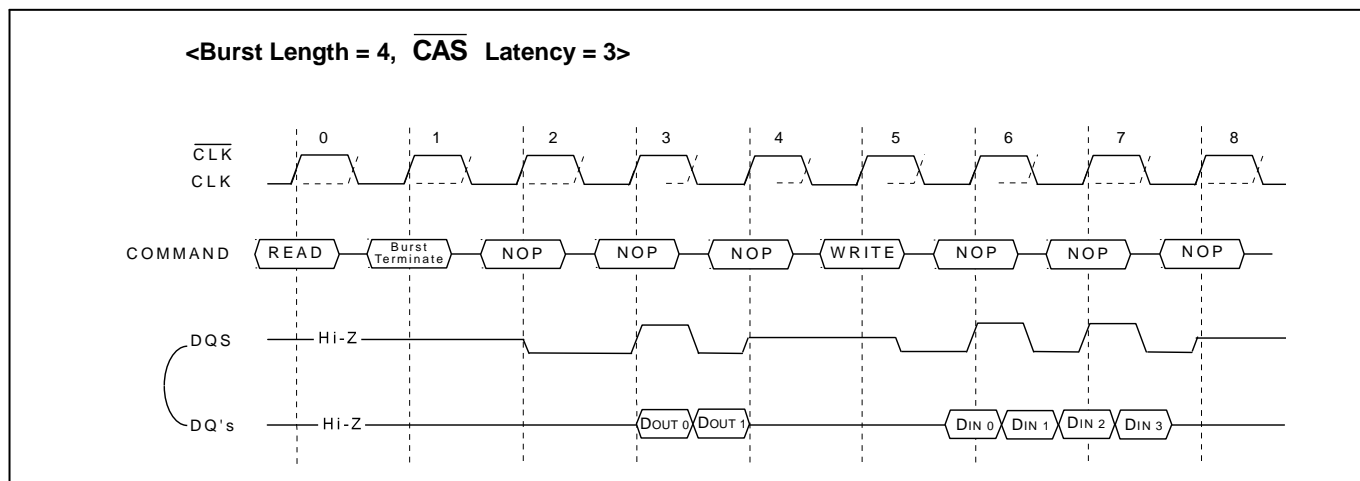 <Burst Length = 4, CAS Latency = 3>
0 1 2 3 4 5 6 7 8
CLK
CLK
COMMAND READ Burst Terminate NOP NOP NOP WRITE NOP NOP NOP
DQS Hi-Z
DQ's Hi-Z DOUT 0 DOUT 1 DIN 0 DIN 1 DIN 2 DIN 3